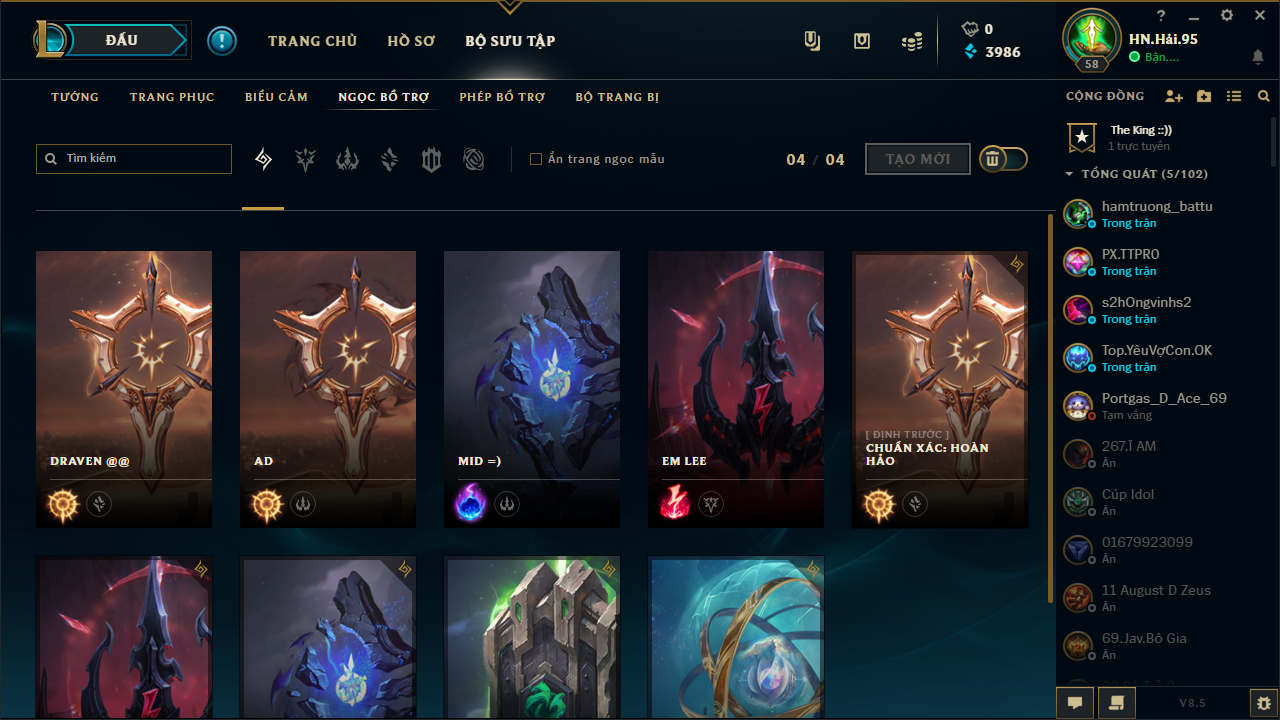 ĐẤU
TRANG CHỦ
HỒ SƠ
BỘ SƯU TẬP
0
3986
58
?
HN.Hải.95
Bận....
TƯỚNG
TRANG PHỤC
BIỂU CẢM
NGỌC BỔ TRỢ
PHÉP BỔ TRỢ
BỘ TRANG BỊ
Tìm kiếm
Ẩn trang ngọc mẫu
04 / 04
TẠO MỚI
DRAVEN @@
AD
MID =)
EM LEE
[ ĐỊNH TRƯỚC ]
CHUẨN XÁC: HOÀN
HẢO
CỘNG ĐỒNG
The King ::))
1 trực tuyến
TỔNG QUÁT (5/102)
hamtruong_battu
Trong trận
PX.TTPR0
Trong trận
s2hOngvinhs2
Trong trận
Top.YêuVợCon.OK
Trong trận
Portgas_D_Ace_69
Tạm vắng
267.Ĩ AM
Ẩn
Cúp Idol
Ẩn
01679923099
Ẩn
11 August D Zeus
Ẩn
69.Jav.Bô Gia
Ẩn
V8.5